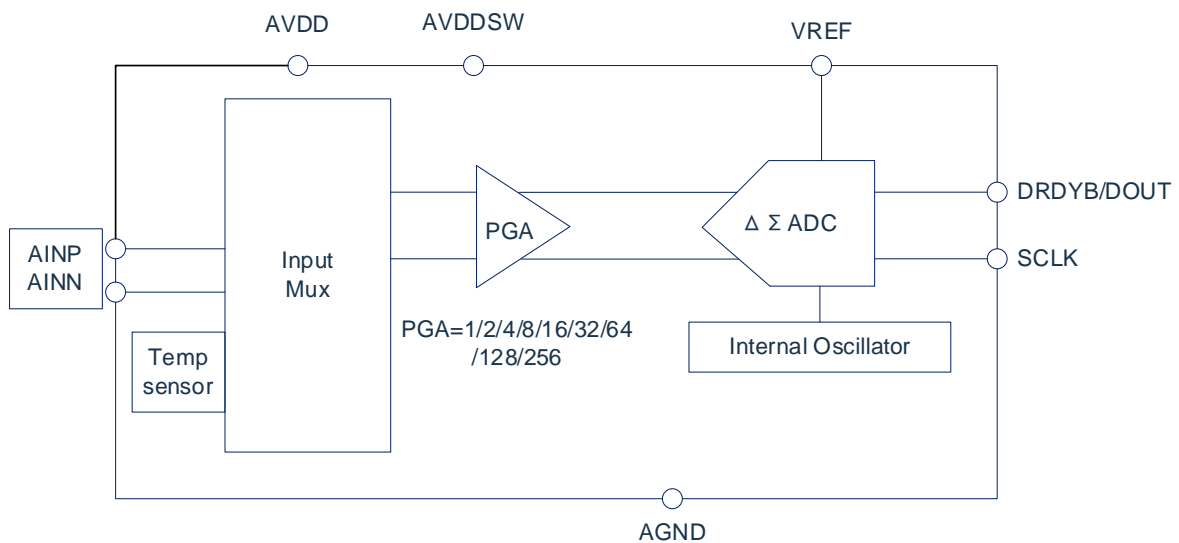 AVDD
AVDDSW
VREF
AINP
AINN
Input
Mux
PGA
Δ Σ ADC
DRDYB/DOUT
SCLK
Temp
sensor
PGA=1/2/4/8/16/32/64
/128/256
Internal Oscillator
AGND